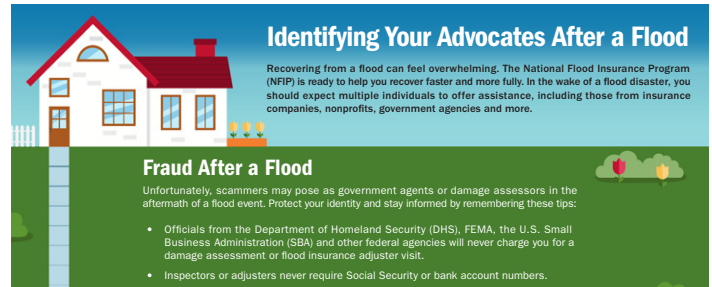 Identifying Your Advocates After a Flood
Recovering from a flood can feel overwhelming. The National Flood Insurance Program
(NFIP) is ready to help you recover faster and more fully. In the wake of a flood disaster, you
should expect multiple individuals to offer assistance, including those from insurance
companies, nonprofits, government agencies and more.
Fraud After a Flood
Unfortunately, scammers may pose as government agents or damage assessors in the
aftermath of a flood event. Protect your identity and stay informed by remembering these tips:
• Officials from the Department of Homeland Security (DHS), FEMA, the U.S. Small
Business Administration (SBA) and other federal agencies will never charge you for a
damage assessment or flood insurance adjuster visit.
• Inspectors or adjusters never require Social Security or bank account numbers.